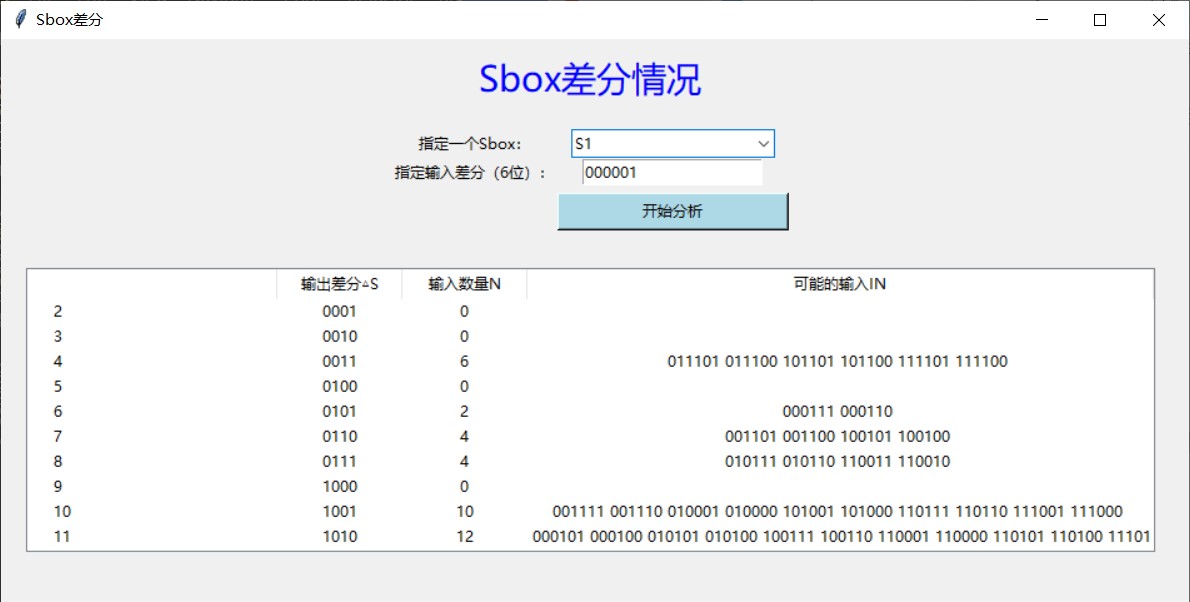 Sbox差分
Sbox差分情况
指定一个Sbox： S1
指定输入差分（6位）： 000001
开始分析
输出差分△S 输入数量N 可能的输入IN
2 0001 0
3 0010 0
4 0011 6 011101 011100 101101 101100 111101 111100
5 0100 0
6 0101 2 000111 000110
7 0110 4 001101 001100 100101 100100
8 0111 4 010111 010110 110011 110010
9 1000 0
10 1001 10 001111 001110 010001 010000 101001 101000 110111 110110 111001 111000
11 1010 12 000101 000100 010101 010100 100111 100110 110001 110000 110101 110100 11101